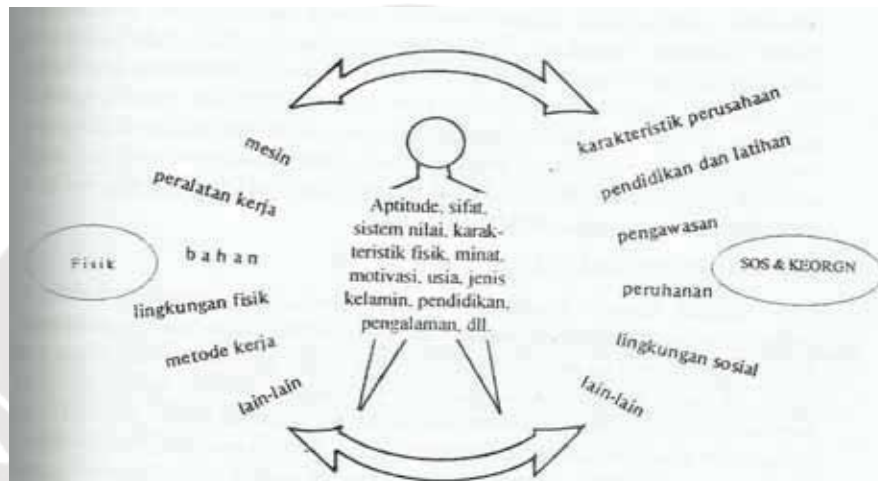 mesin
peralatan kerja
bahan
lingkungan fisik
metode kerja
lain-lain
Fisik
Aptitude, sifat,
sistem nilai, karak-
teristik fisik, minat,
motivasi, usia, jenis
kelamin, pendidikan,
pengalaman, dll.
karakteristik perusahaan
pendidikan dan latihan
pengawasan
peruhanan
lingkungan sosial
lain-lain
SOS & KEORGN